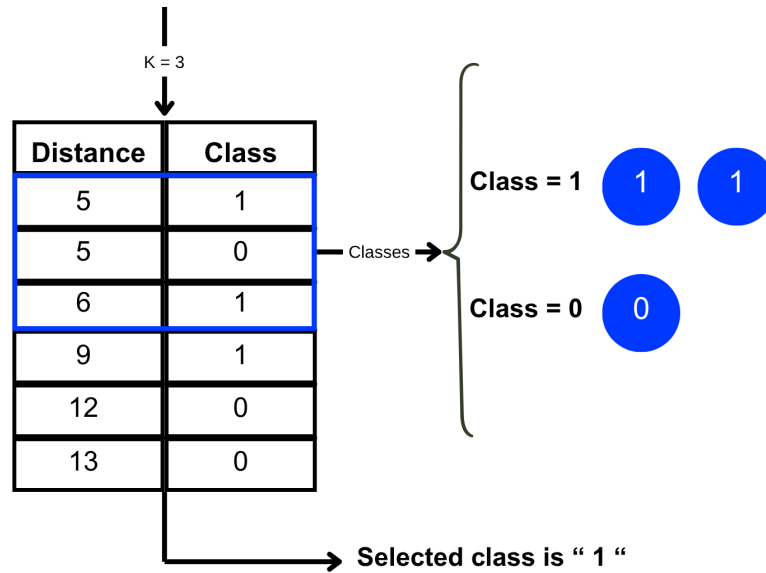 K = 3
Distance Class
5 1
5 0
6 1
9 1
12 0
13 0
Classes
Class = 1 1 1
Class = 0 0
Selected class is “ 1 “